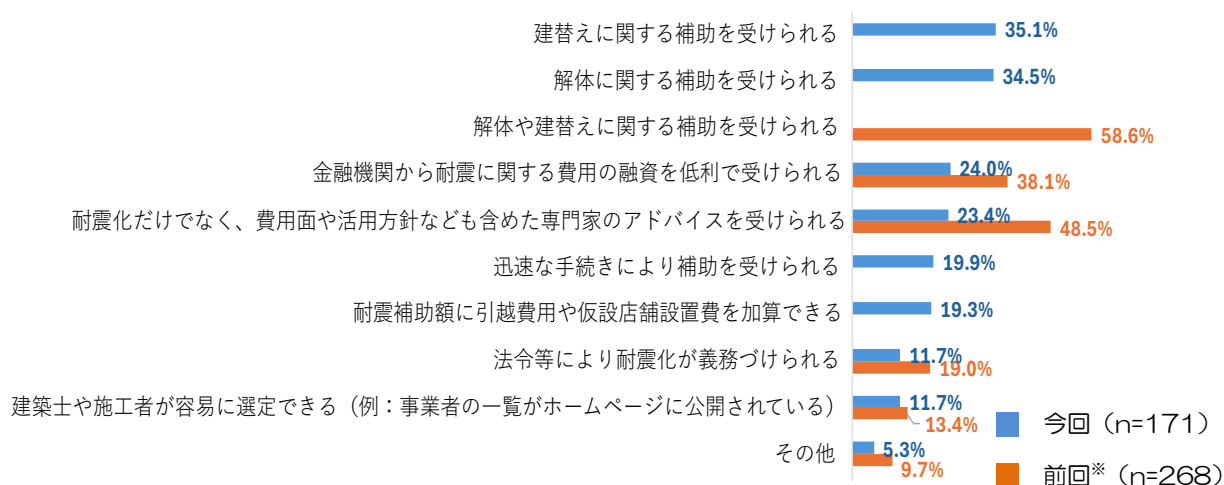 建替えに関する補助を受けられる 35.1%
解体に関する補助を受けられる 34.5%
解体や建替えに関する補助を受けられる 58.6%
金融機関から耐震に関する費用の融資を低利で受けられる 24.0% 38.1%
耐震化だけでなく、費用面や活用方針なども含めた専門家のアドバイスを受けられる 23.4% 48.5%
迅速な手続きにより補助を受けられる 19.9%
耐震補助額に引越費用や仮設店舗設置費を加算できる 19.3%
法令等により耐震化が義務づけられる 11.7% 19.0%
建築士や施工者が容易に選定できる（例：事業者の一覧がホームページに公開されている） 11.7% 13.4%
その他 5.3% 9.7%
今回（n=171）
前回※（n=268）